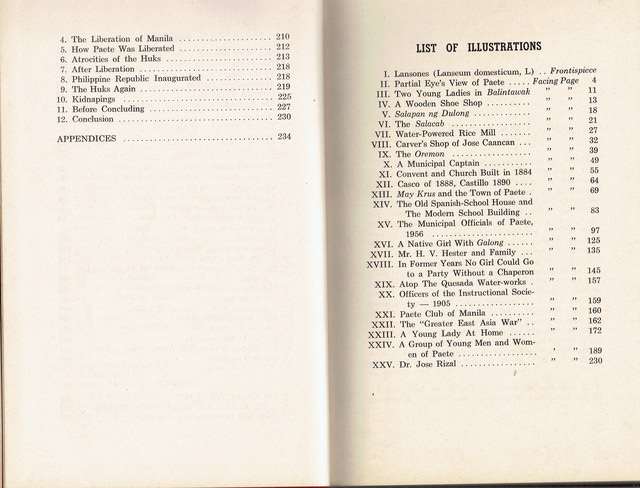 4. The Liberation of Manila .......................... 210
5. How Paete Was Liberated .......................... 212
6. Atrocities of the Huks .......................... 213
7. After Liberation .......................... 218
8. Philippine Republic Inaugurated .......................... 218
9. The Huks Again .......................... 219
10. Kidnapings .......................... 225
11. Before Concluding .......................... 227
12. Conclusion .......................... 230
APPENDICES .......................... 234
LIST OF ILLUSTRATIONS
I. Lansones (Lanseum domesticum, L) .. Frontispiece
II. Partial Eye's View of Paete ..... Facing Page 4
III. Two Young Ladies in Balintawak " " 11
IV. A Wooden Shoe Shop ......... " " 13
V. Salapan ng Dulong ............ " " 18
VI. The Salacab .................. " " 21
VII. Water-Powered Rice Mill ....... " " 27
VIII. Carver's Shop of Jose Caancan ... " " 32
IX. The Oremon .................. " " 39
X. A Municipal Captain ........... " " 49
XI. Convent and Church Built in 1884 " " 55
XII. Casco of 1888, Castillo 1890 .... " " 64
XIII. May Krus and the Town of Paete . " " 69
XIV. The Old Spanish-School House and
The Modern School Building .. " " 83
XV. The Municipal Officials of Paete,
1956 ..................... " " 97
XVI. A Native Girl With Galong ...... " " 125
XVII. Mr. H. V. Hester and Family ... " " 135
XVIII. In Former Years No Girl Could Go
to a Party Without a Chaperon " " 145
XIX. Atop The Quesada Water-works . " " 157
XX. Officers of the Instructional Socie-
ty — 1905 .................. " " 159
XXI. Paete Club of Manila .......... " " 160
XXII. The "Greater East Asia War" .. " " 162
XXIII. A Young Lady At Home ...... " " 172
XXIV. A Group of Young Men and Wom-
en of Paete .................. ' " 189
XXV. Dr. Jose Rizal ................ " " 230